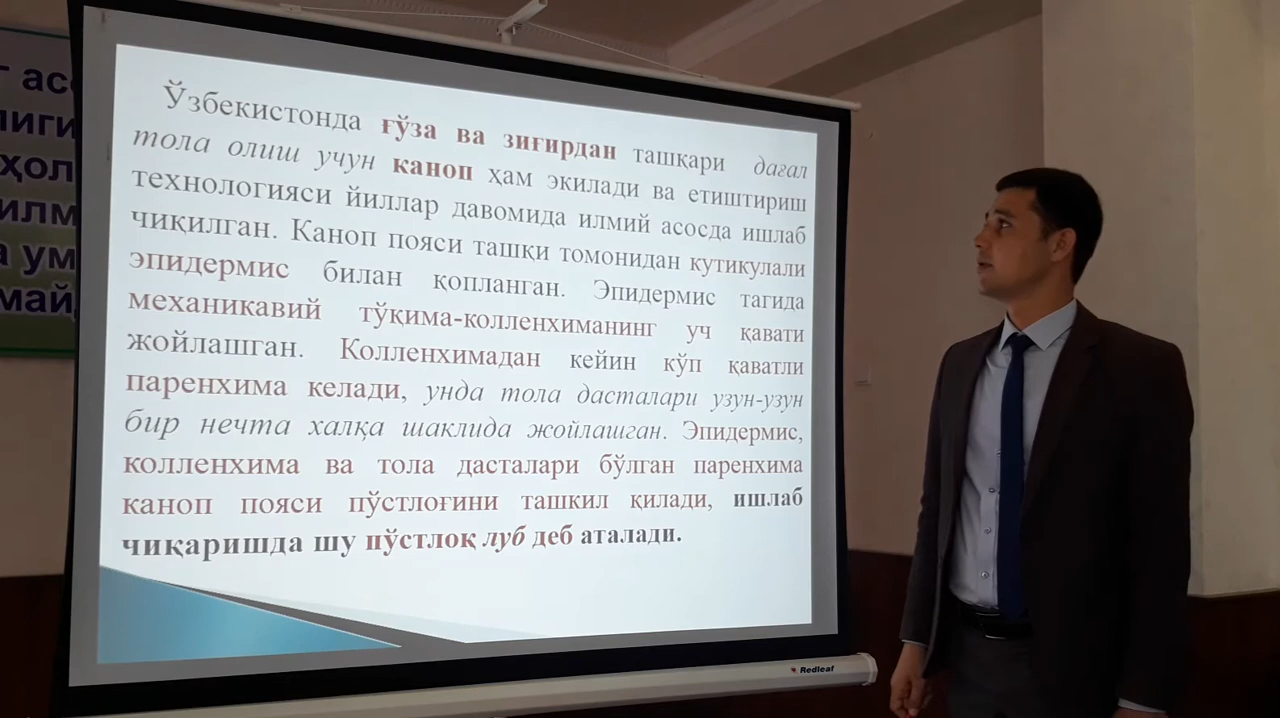 Ўзбекистонда ғўза ва зиғирдан ташқари дағал
тола олиш учун каноп ҳам экилади ва етиштириш
технологияси йиллар давомида илмий асосда ишлаб
чиқилган. Каноп пояси ташқи томонидан кутикулали
эпидермис билан қопланган. Эпидермис тагида
механикавий тўқима-колленхиманинг уч қавати
жойлашган. Колленхимадан кейин кўп қаватли
паренхима келади, унда тола дасталари узун-узун
бир нечта халқа шаклида жойлашган. Эпидермис,
колленхима ва тола дасталари бўлган паренхима
каноп пояси пўстлоғини ташкил қилади, ишлаб
чиқаришда шу пўстлоқ луб деб аталади.
Redleaf